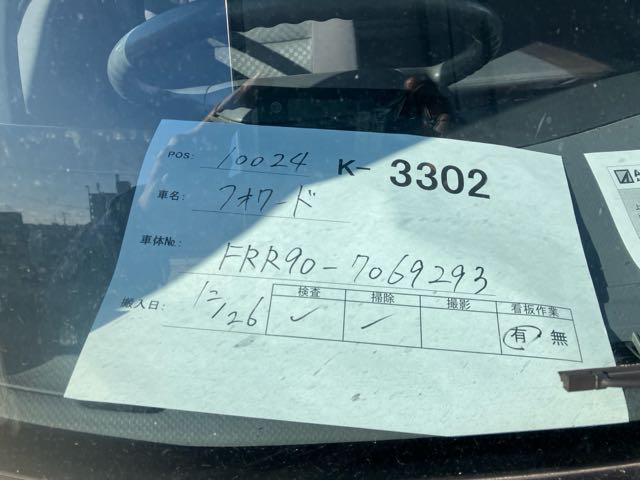 POS: 10024 K- 3302
車名: フォワード
車体No.: FRR90-7069293
搬入日: 12/26
検査 掃除 撮影 看板作業
✓ ✓ 有 無